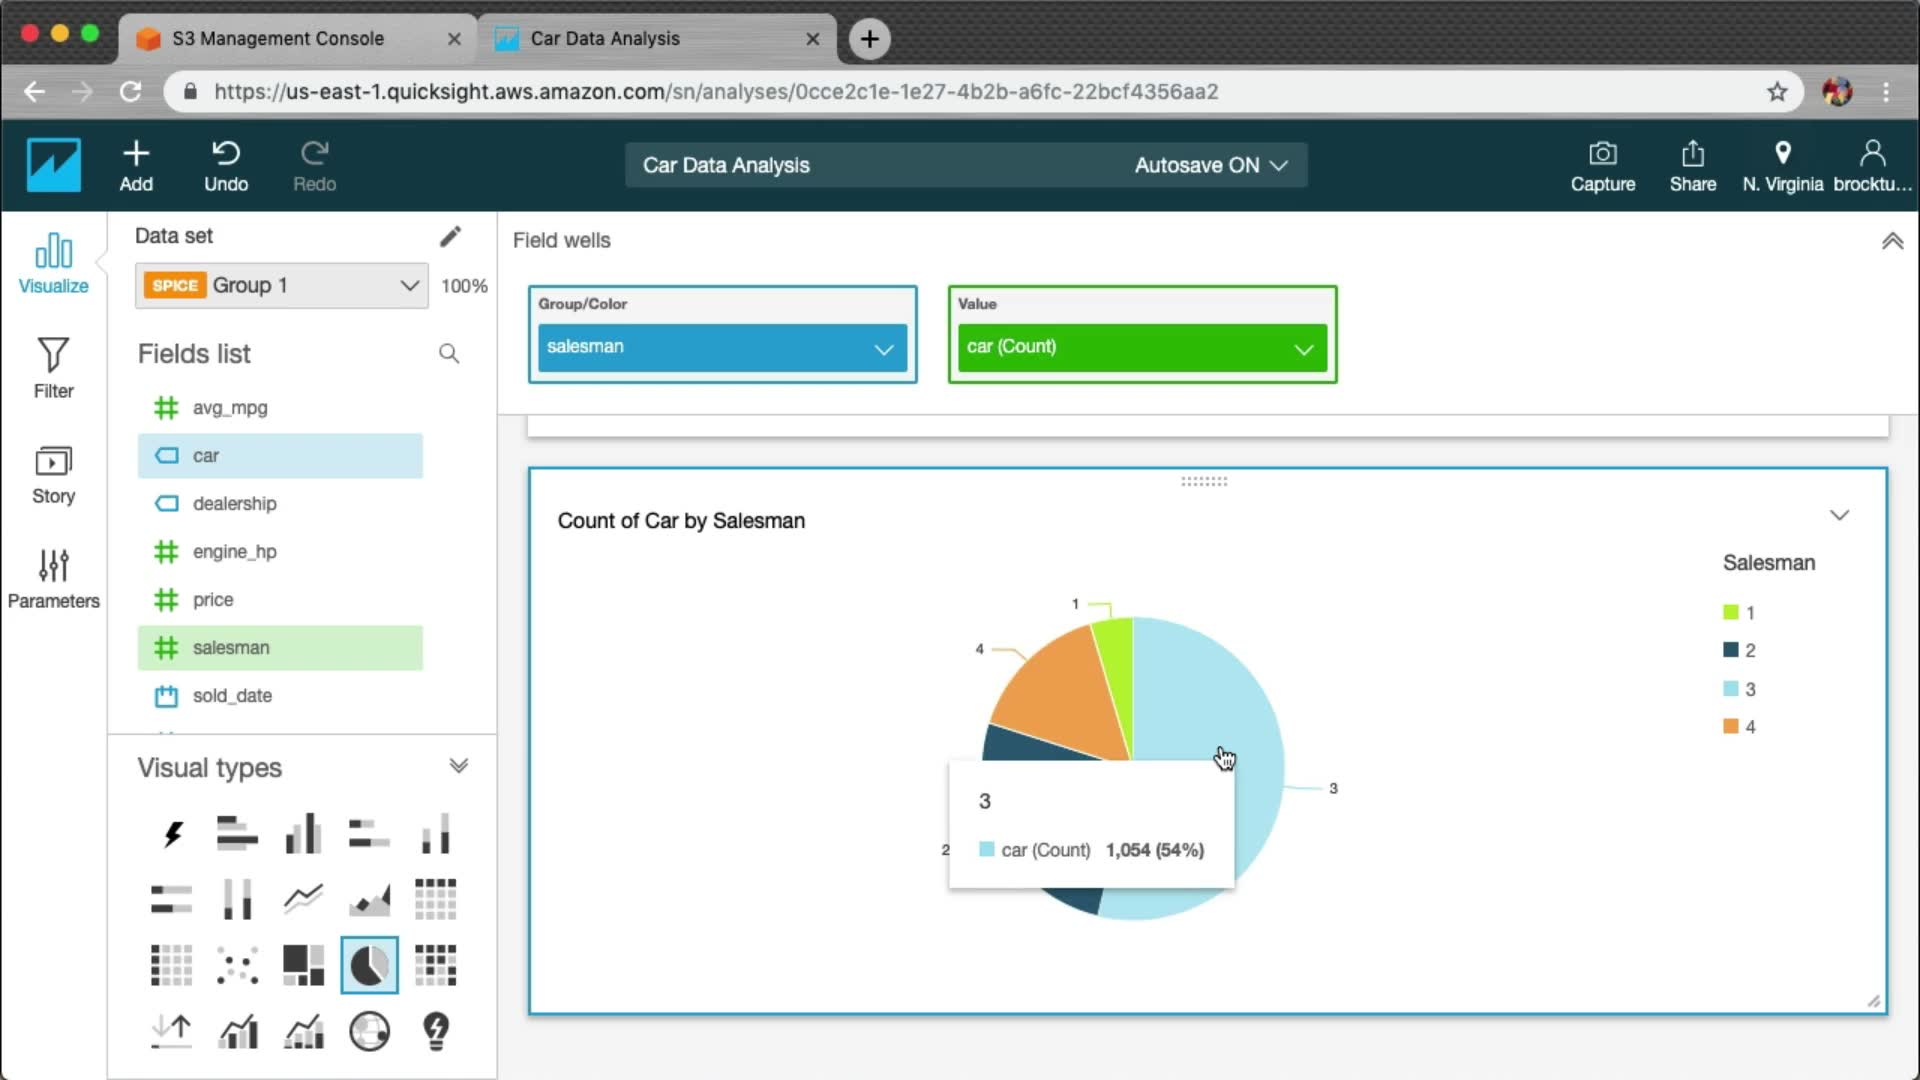 S3 Management Console
Car Data Analysis
https://us-east-1.quicksight.aws.amazon.com/sn/analyses/0cce2c1e-1e27-4b2b-a6fc-22bcf4356aa2
Add
Undo
Redo
Car Data Analysis
Autosave ON
Capture
Share
N. Virginia
brocktu...
Visualize
Filter
Story
Parameters
Data set
SPICE Group 1
100%
Fields list
avg_mpg
car
dealership
engine_hp
price
salesman
sold_date
Visual types
Field wells
Group/Color
salesman
Value
car (Count)
Count of Car by Salesman
1
4
3
2
3
car (Count) 1,054 (54%)
Salesman
1
2
3
4